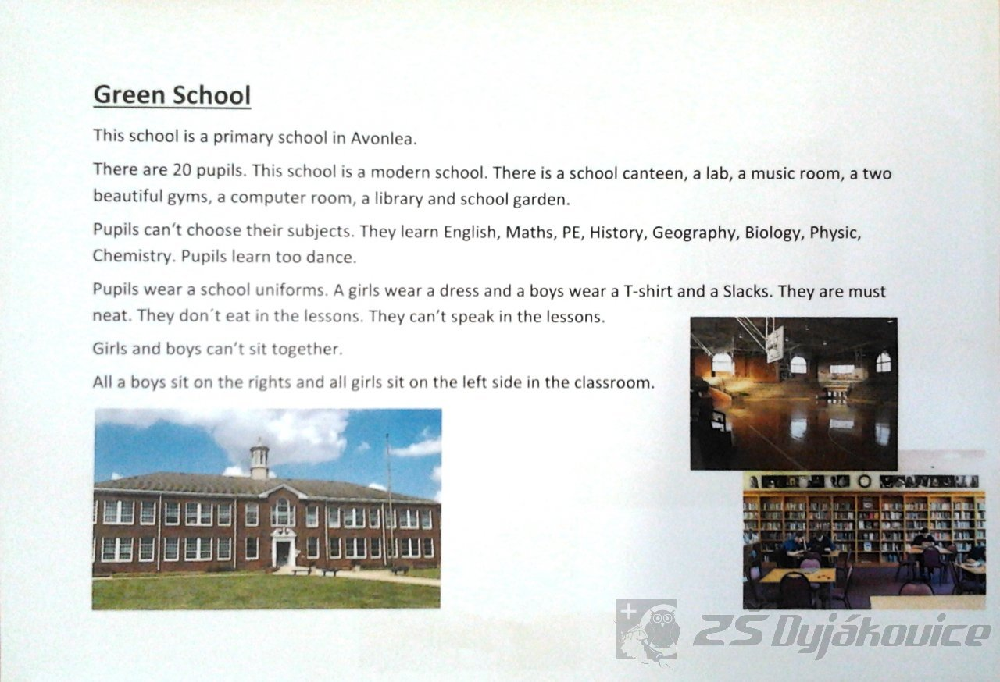 Green School
This school is a primary school in Avonlea.
There are 20 pupils. This school is a modern school. There is a school canteen, a lab, a music room, a two
beautiful gyms, a computer room, a library and school garden.
Pupils can‘t choose their subjects. They learn English, Maths, PE, History, Geography, Biology, Physic,
Chemistry. Pupils learn too dance.
Pupils wear a school uniforms. A girls wear a dress and a boys wear a T-shirt and a Slacks. They are must
neat. They don´t eat in the lessons. They can’t speak in the lessons.
Girls and boys can’t sit together.
All a boys sit on the rights and all girls sit on the left side in the classroom.
ZŠ Dyjákovice